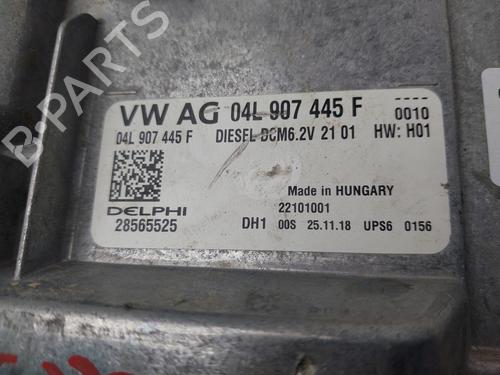 VW AG 04L 907 445 F
0010
04L 907 445 F DIESEL DCM6.2V 21 01 HW: H01
Made in HUNGARY
DELPHI 22101001
28565525 DH1 00S 25.11.18 UPS6 0156